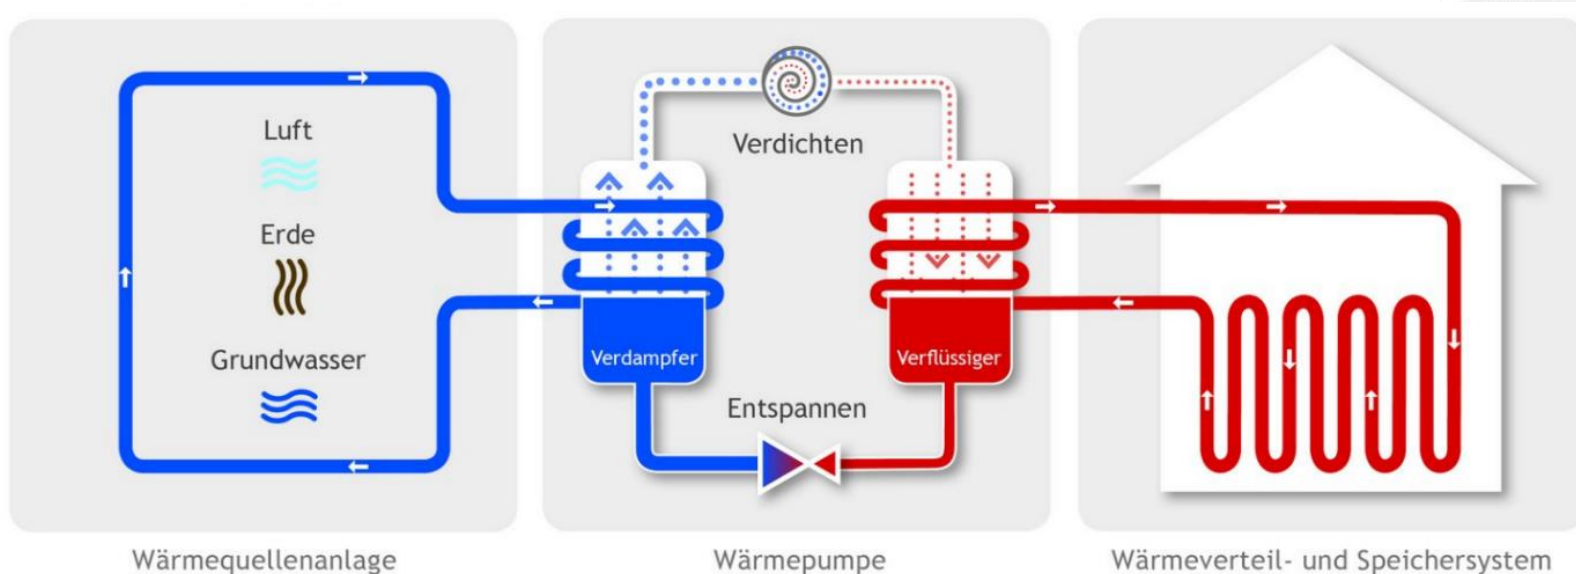 Luft
Erde
Grundwasser
Wärmequellenanlage
Verdichten
Verdampfer
Verflüssiger
Entspannen
Wärmepumpe
Wärmeverteil- und Speichersystem